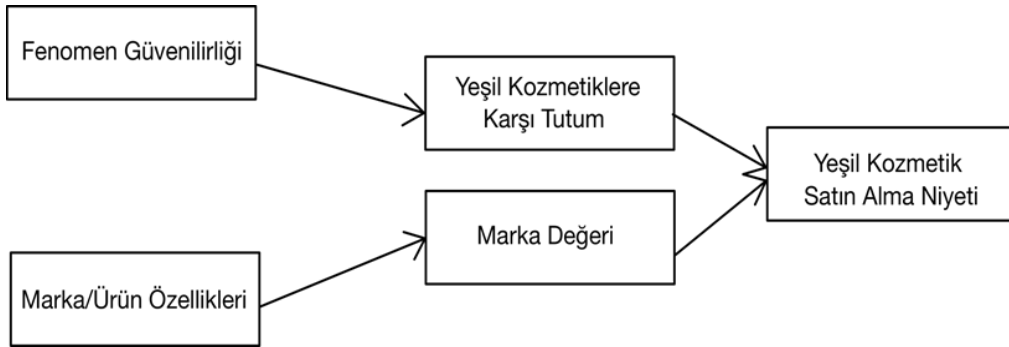 Fenomen Güvenilirliği
Yeşil Kozmetiklere
Karşı Tutum
Yeşil Kozmetik
Satın Alma Niyeti
Marka Değeri
Marka/Ürün Özellikleri